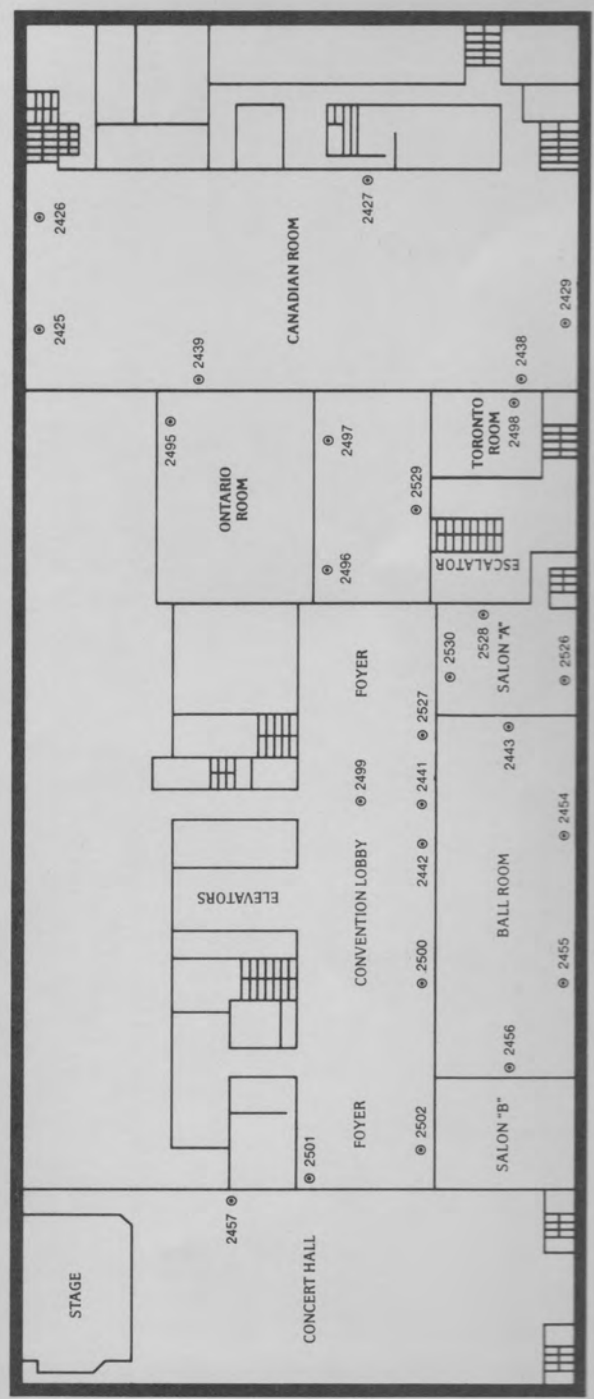 STAGE
CONCERT HALL
2457
2501
FOYER
2502
SALON "B"
ELEVATORS
CONVENTION LOBBY
2500
2442
2499
2441
2456
BALL ROOM
2455
2454
2443
FOYER
2527
2530
2528
SALON "A"
2526
ESCALATOR
2495
ONTARIO
ROOM
2496
2497
2529
TORONTO
ROOM
2498
2425
2426
2439
CANADIAN ROOM
2427
2438
2429